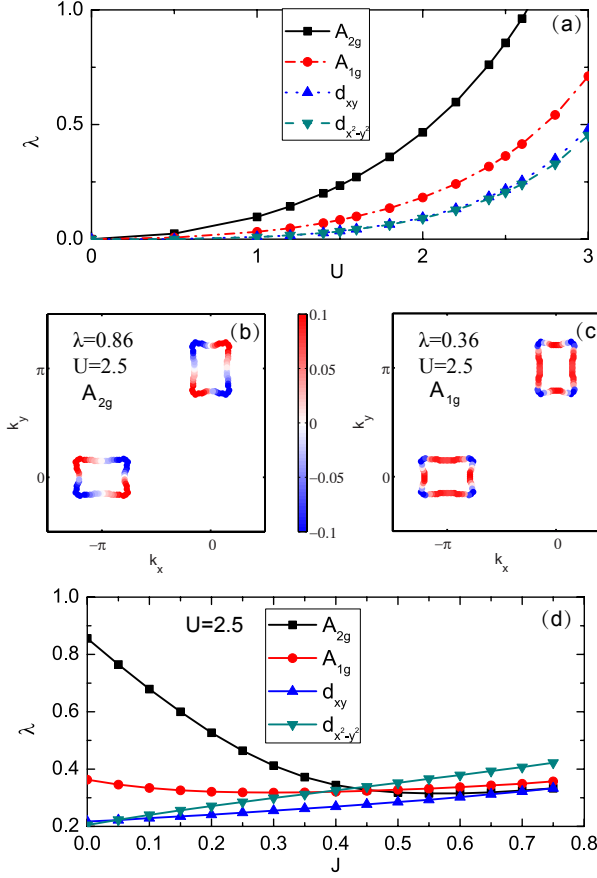 (a)
A2g
A1g
dxy
dx²-y²
1.0
0.5
0.0
λ
0 1 2 3
U
(b)
λ=0.86
U=2.5
A2g
π
0
ky
−π 0
kx
0.1
0.05
0
−0.05
−0.1
(c)
λ=0.36
U=2.5
A1g
π
0
ky
−π 0
kx
(d)
U=2.5
A2g
A1g
dxy
dx²-y²
1.0
0.8
0.6
0.4
0.2
λ
0.0 0.1 0.2 0.3 0.4 0.5 0.6 0.7 0.8
J